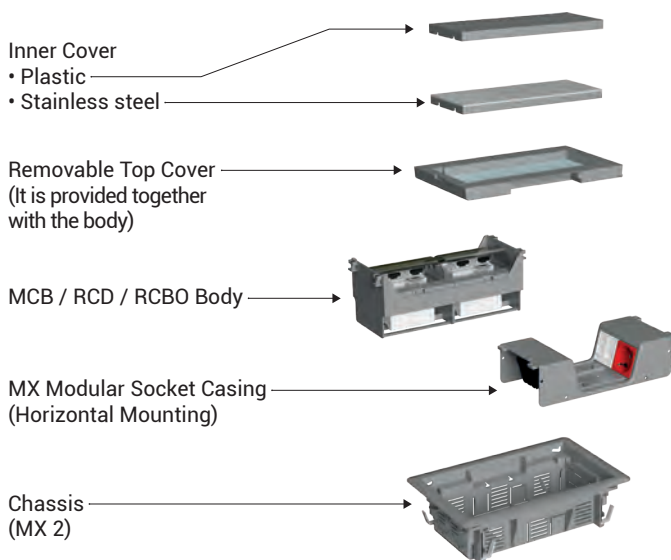 Inner Cover
• Plastic
• Stainless steel
Removable Top Cover
(It is provided together
with the body)
MCB / RCD / RCBO Body
MX Modular Socket Casing
(Horizontal Mounting)
Chassis
(MX 2)